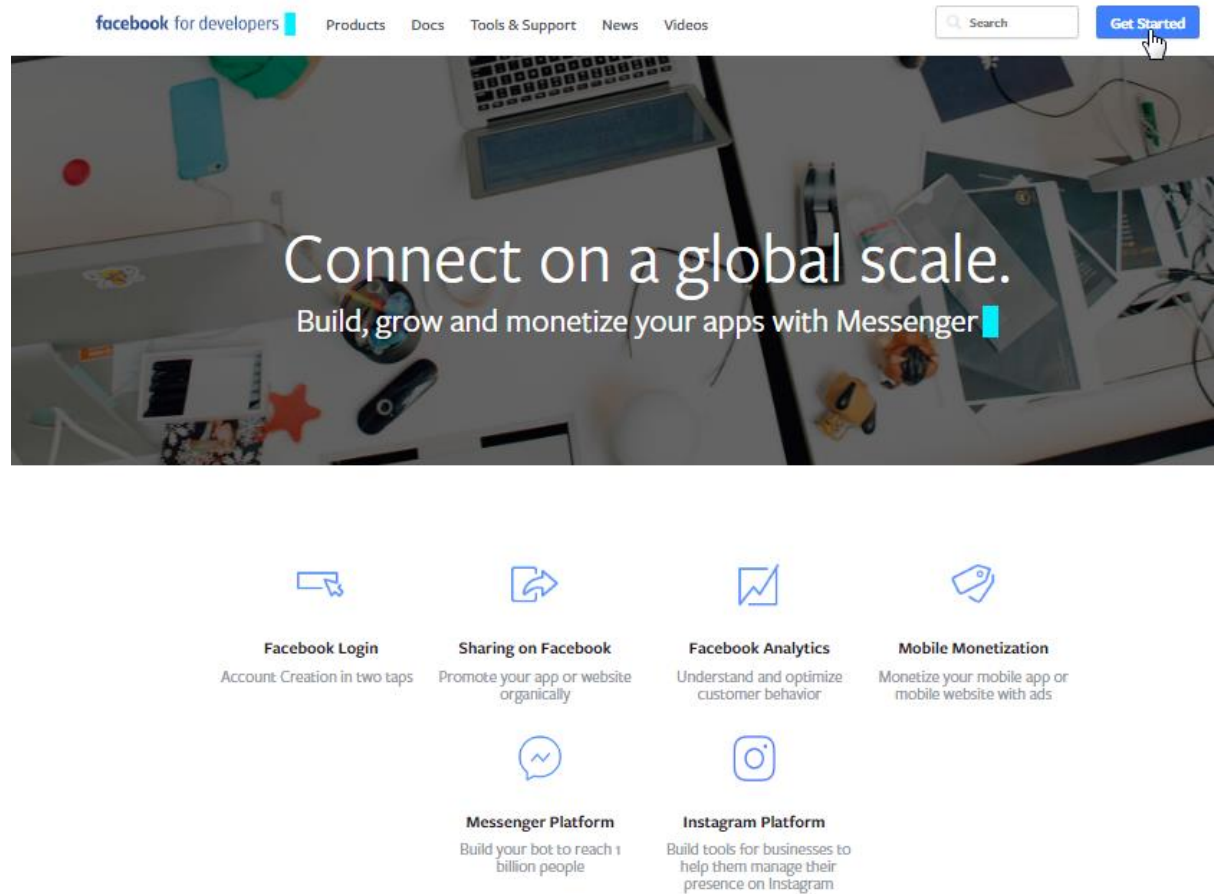 facebook for developers
Products
Docs
Tools & Support
News
Videos
Search
Get Started
Connect on a global scale.
Build, grow and monetize your apps with Messenger
Facebook Login
Account Creation in two taps
Sharing on Facebook
Promote your app or website
organically
Facebook Analytics
Understand and optimize
customer behavior
Mobile Monetization
Monetize your mobile app or
mobile website with ads
Messenger Platform
Build your bot to reach 1
billion people
Instagram Platform
Build tools for businesses to
help them manage their
presence on Instagram